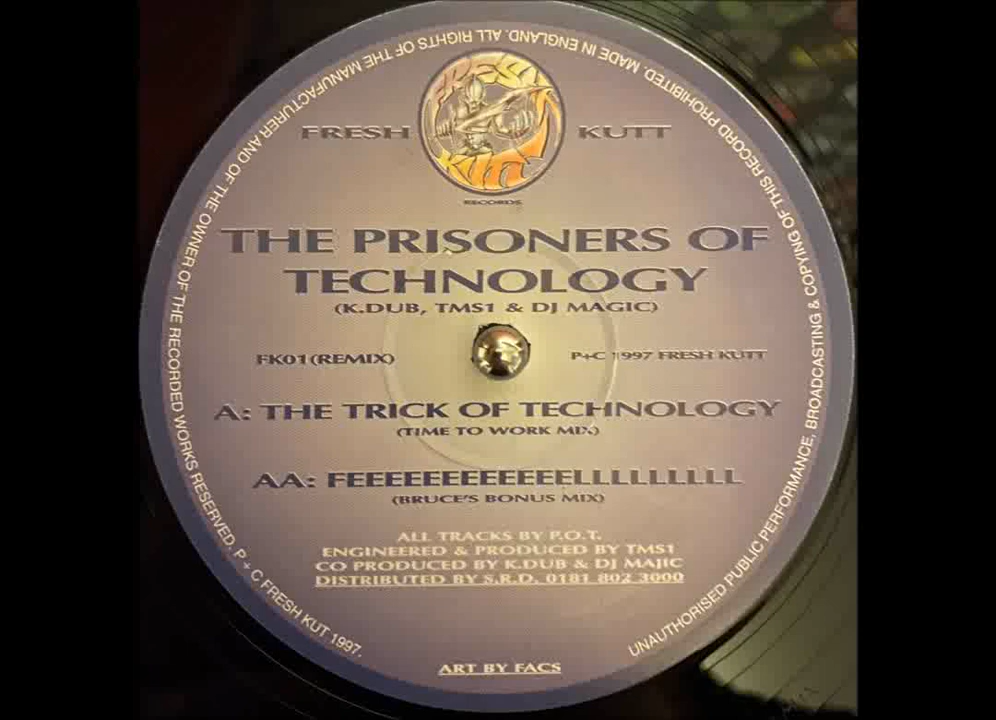 UNAUTHORISED PUBLIC PERFORMANCE, BROADCASTING & COPYING OF THIS RECORD PROHIBITED. MADE IN ENGLAND. ALL RIGHTS OF THE MANUFACTURER AND OF THE OWNER OF THE RECORDED WORKS RESERVED. P + C FRESH KUT 1997.
FRESH KUTT
FRESH KUTT
RECORDS
THE PRISONERS OF
TECHNOLOGY
(K.DUB, TMS1 & DJ MAGIC)
FK01(REMIX) P+C 1997 FRESH KUTT
A: THE TRICK OF TECHNOLOGY
(TIME TO WORK MIX)
AA: FEEEEEEEEEEEEELLLLLLLLL
(BRUCE'S BONUS MIX)
ALL TRACKS BY P.O.T.
ENGINEERED & PRODUCED BY TMS1
CO PRODUCED BY K.DUB & DJ MAJIC
DISTRIBUTED BY S.R.D. 0181 802 3000
ART BY FACS